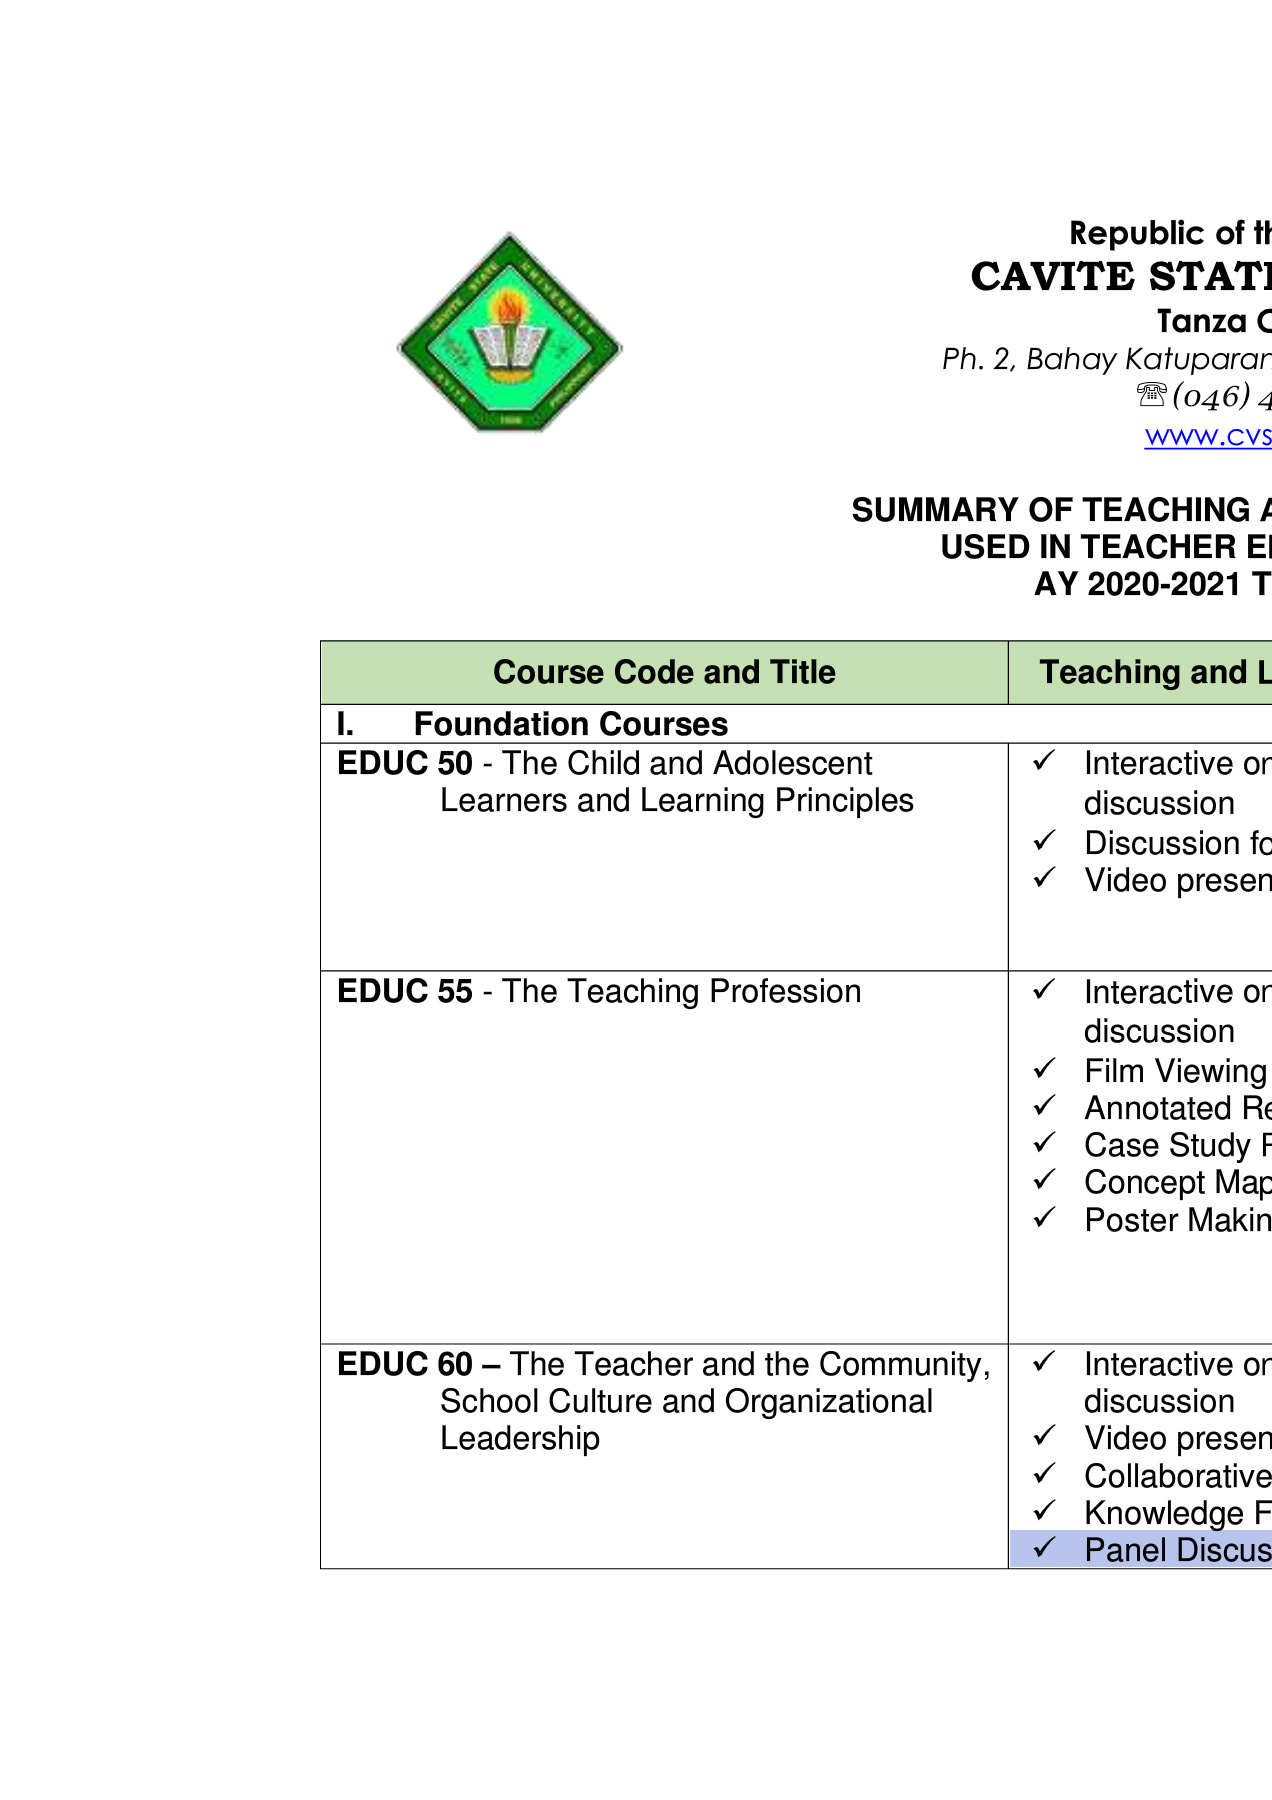 Republic of th
CAVITE STATE
Tanza C
Ph. 2, Bahay Katuparan
(046) 4
www.cvs
SUMMARY OF TEACHING A
USED IN TEACHER E
AY 2020-2021 T
Course Code and Title
Teaching and L
I. Foundation Courses
EDUC 50 - The Child and Adolescent
Learners and Learning Principles
✓ Interactive on
discussion
✓ Discussion fo
✓ Video presen
EDUC 55 - The Teaching Profession
✓ Interactive on
discussion
✓ Film Viewing
✓ Annotated Re
✓ Case Study
✓ Concept Map
✓ Poster Makin
EDUC 60 – The Teacher and the Community,
School Culture and Organizational
Leadership
✓ Interactive on
discussion
✓ Video presen
✓ Collaborative
✓ Knowledge F
✓ Panel Discus